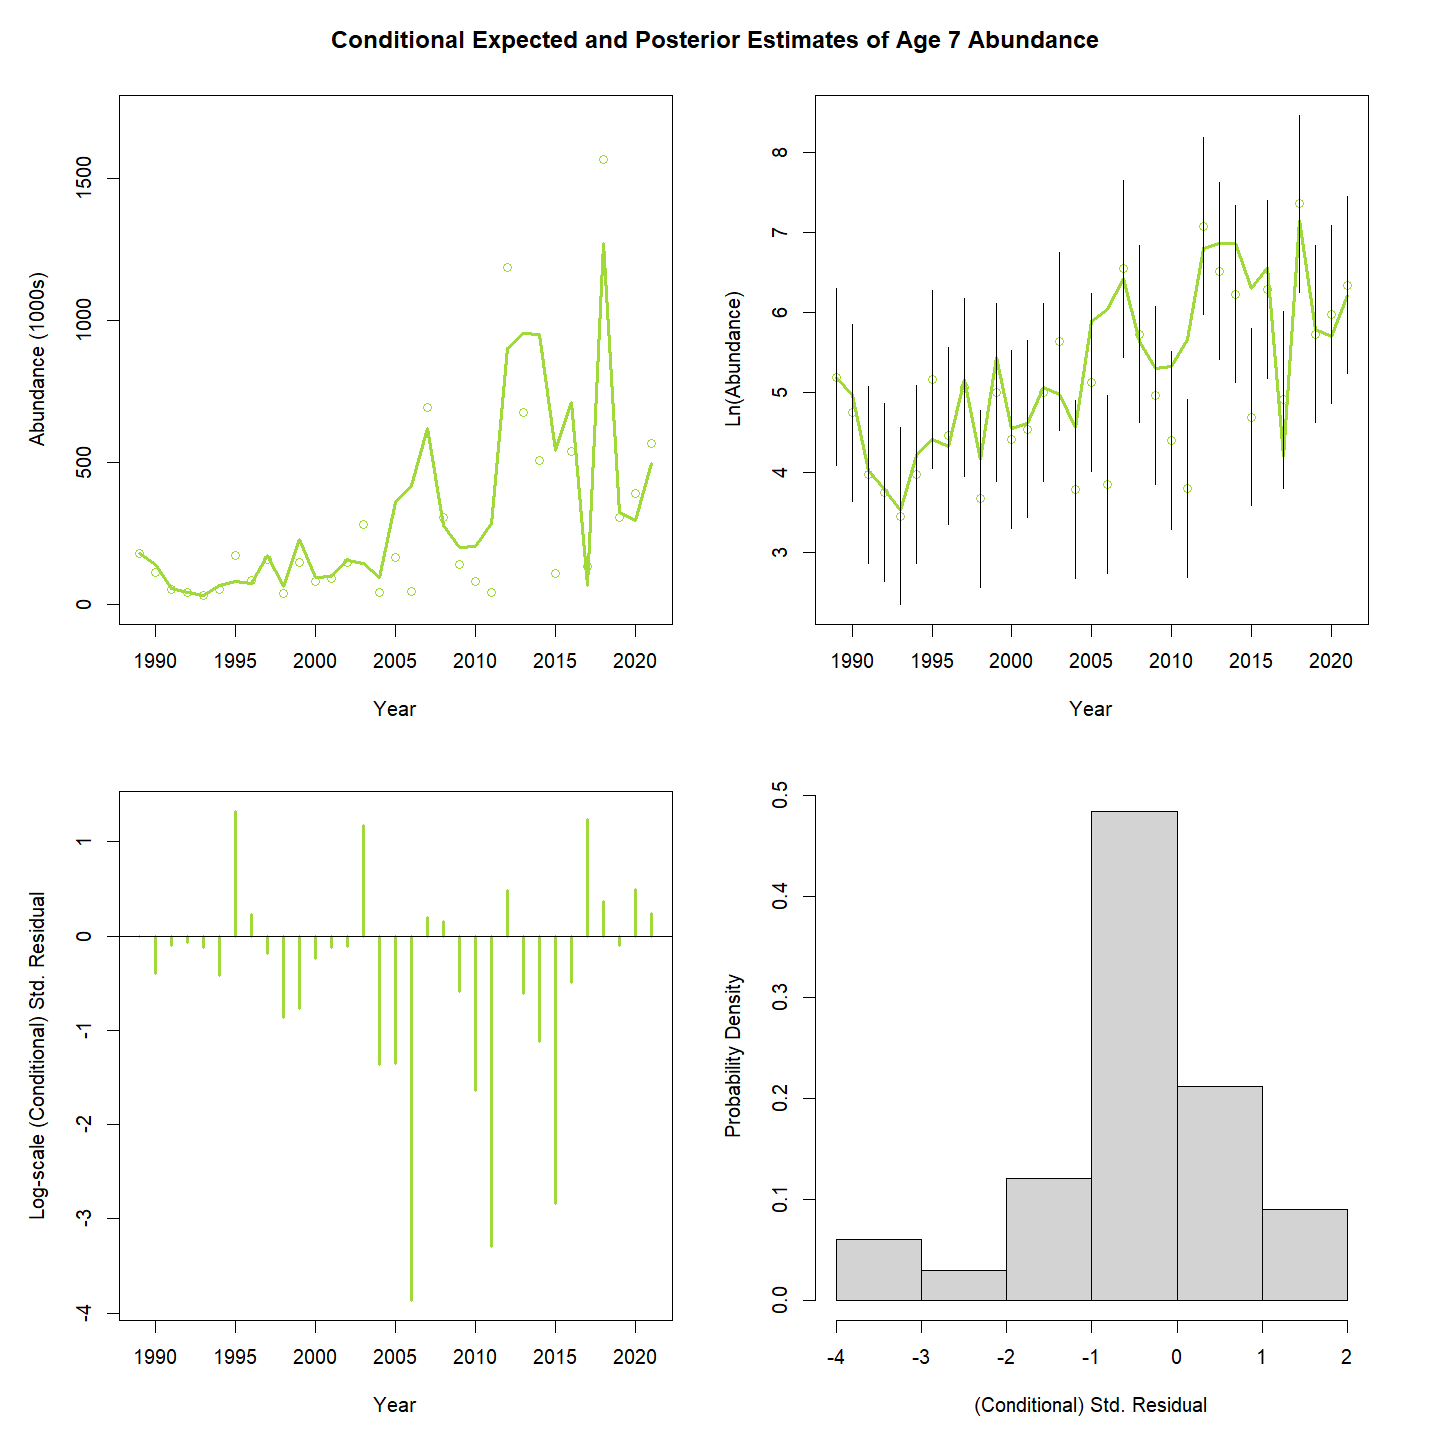 Conditional Expected and Posterior Estimates of Age 7 Abundance
Abundance (1000s)
0
500
1000
1500
1990 1995 2000 2005 2010 2015 2020
Year
Ln(Abundance)
3
4
5
6
7
8
1990 1995 2000 2005 2010 2015 2020
Year
Log-scale (Conditional) Std. Residual
-4
-3
-2
-1
0
1
1990 1995 2000 2005 2010 2015 2020
Year
Probability Density
0.0
0.1
0.2
0.3
0.4
0.5
-4 -3 -2 -1 0 1 2
(Conditional) Std. Residual